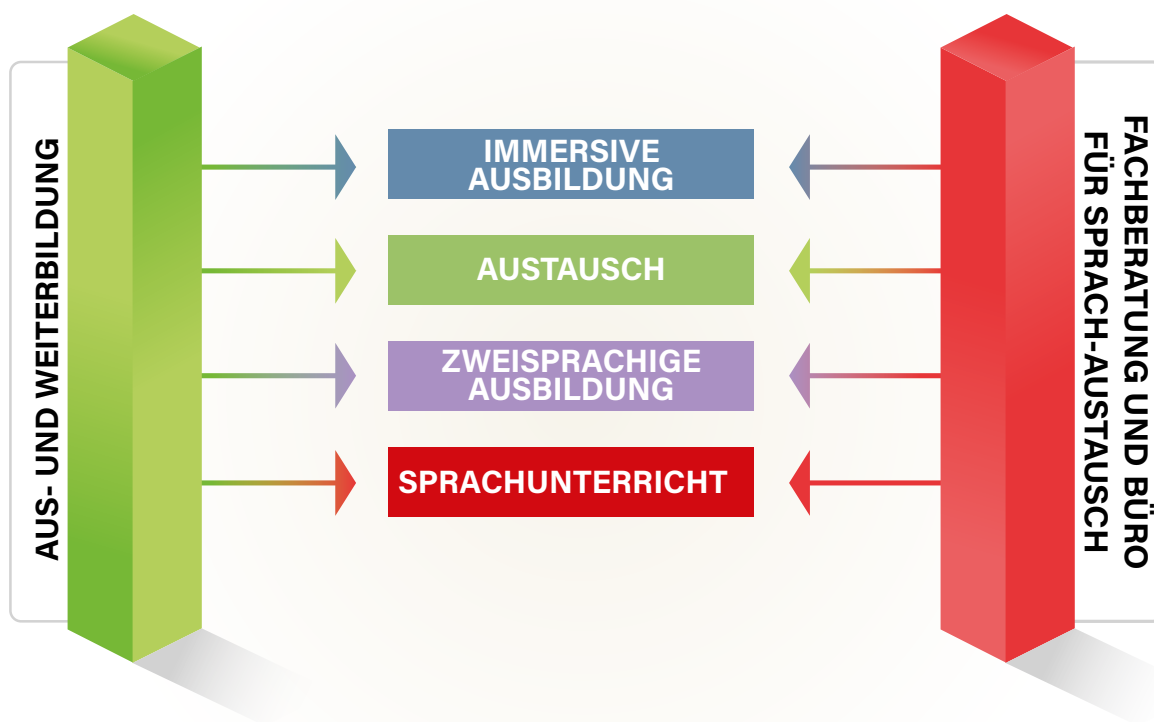 AUS- UND WEITERBILDUNG
IMMERSIVE
AUSBILDUNG
AUSTAUSCH
ZWEISPRACHIGE
AUSBILDUNG
SPRACHUNTERRICHT
FACHBERATUNG UND BÜRO
FÜR SPRACH-AUSTAUSCH